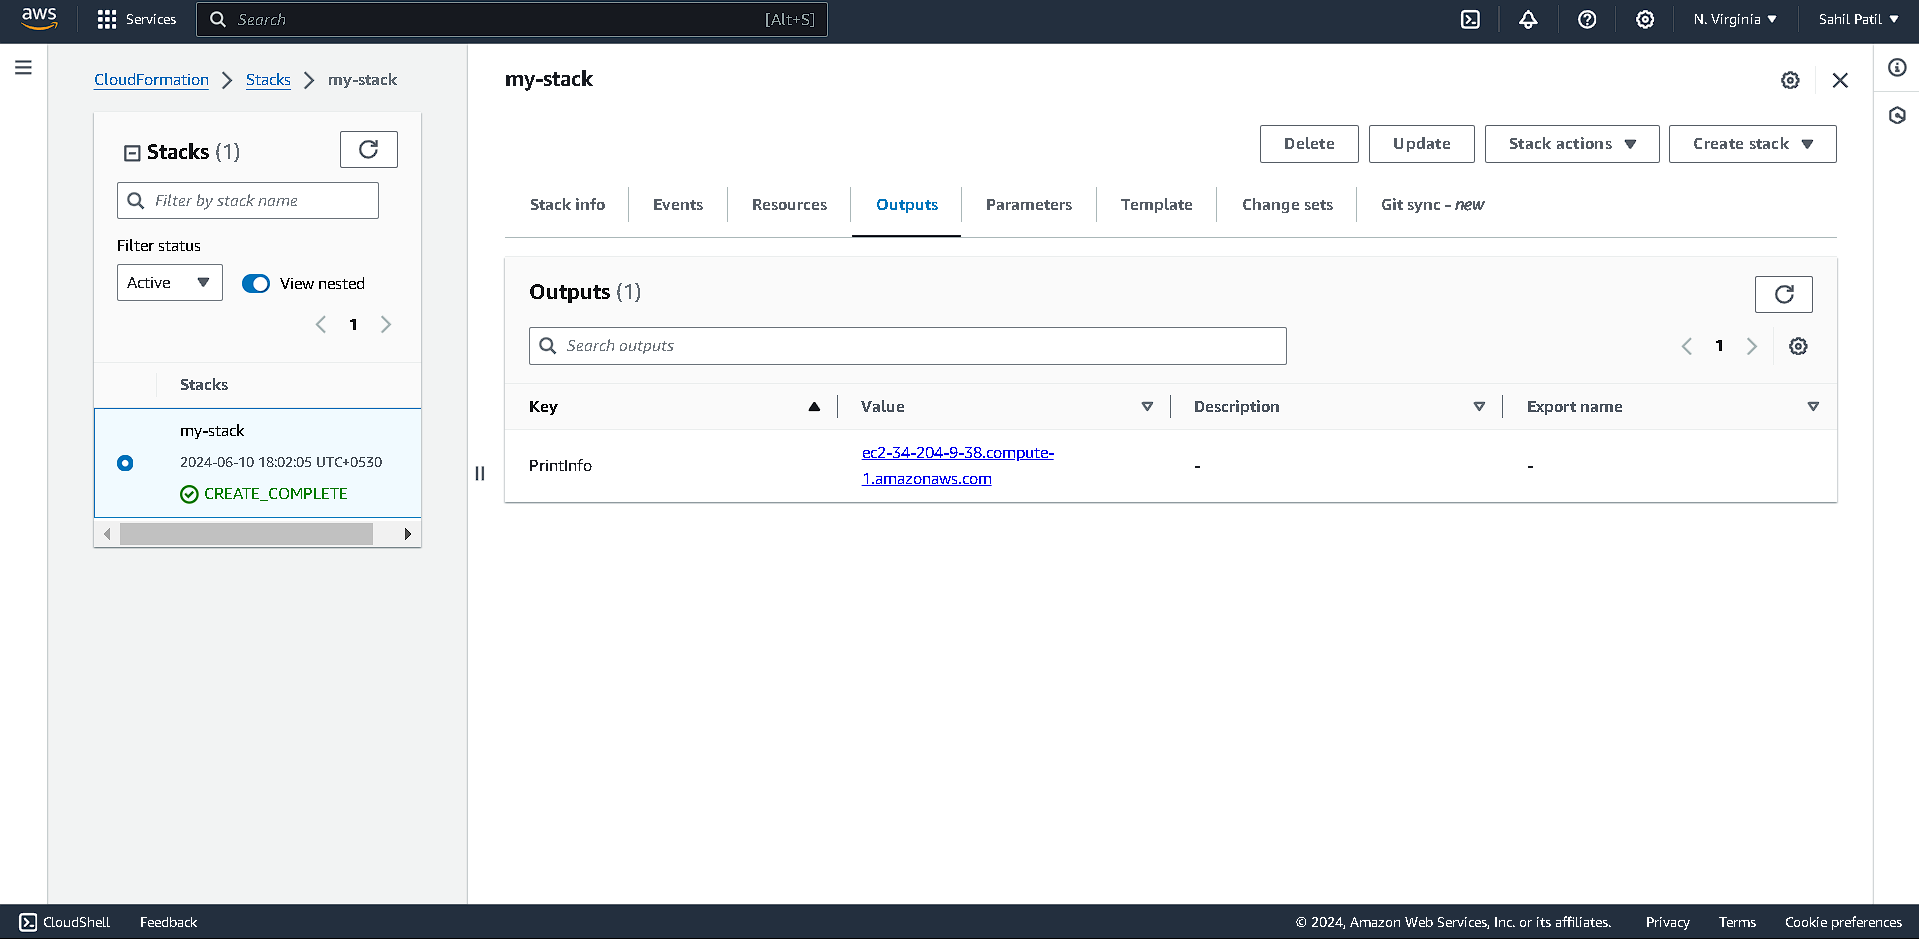 aws
Services
Search
[Alt+S]
N. Virginia
Sahil Patil
CloudFormation
Stacks
my-stack
Stacks (1)
Filter by stack name
Filter status
Active
View nested
1
Stacks
my-stack
2024-06-10 18:02:05 UTC+0530
CREATE_COMPLETE
my-stack
Delete
Update
Stack actions
Create stack
Stack info
Events
Resources
Outputs
Parameters
Template
Change sets
Git sync - new
Outputs (1)
Search outputs
1
Key
Value
Description
Export name
PrintInfo
ec2-34-204-9-38.compute-
1.amazonaws.com
-
-
CloudShell
Feedback
© 2024, Amazon Web Services, Inc. or its affiliates.
Privacy
Terms
Cookie preferences